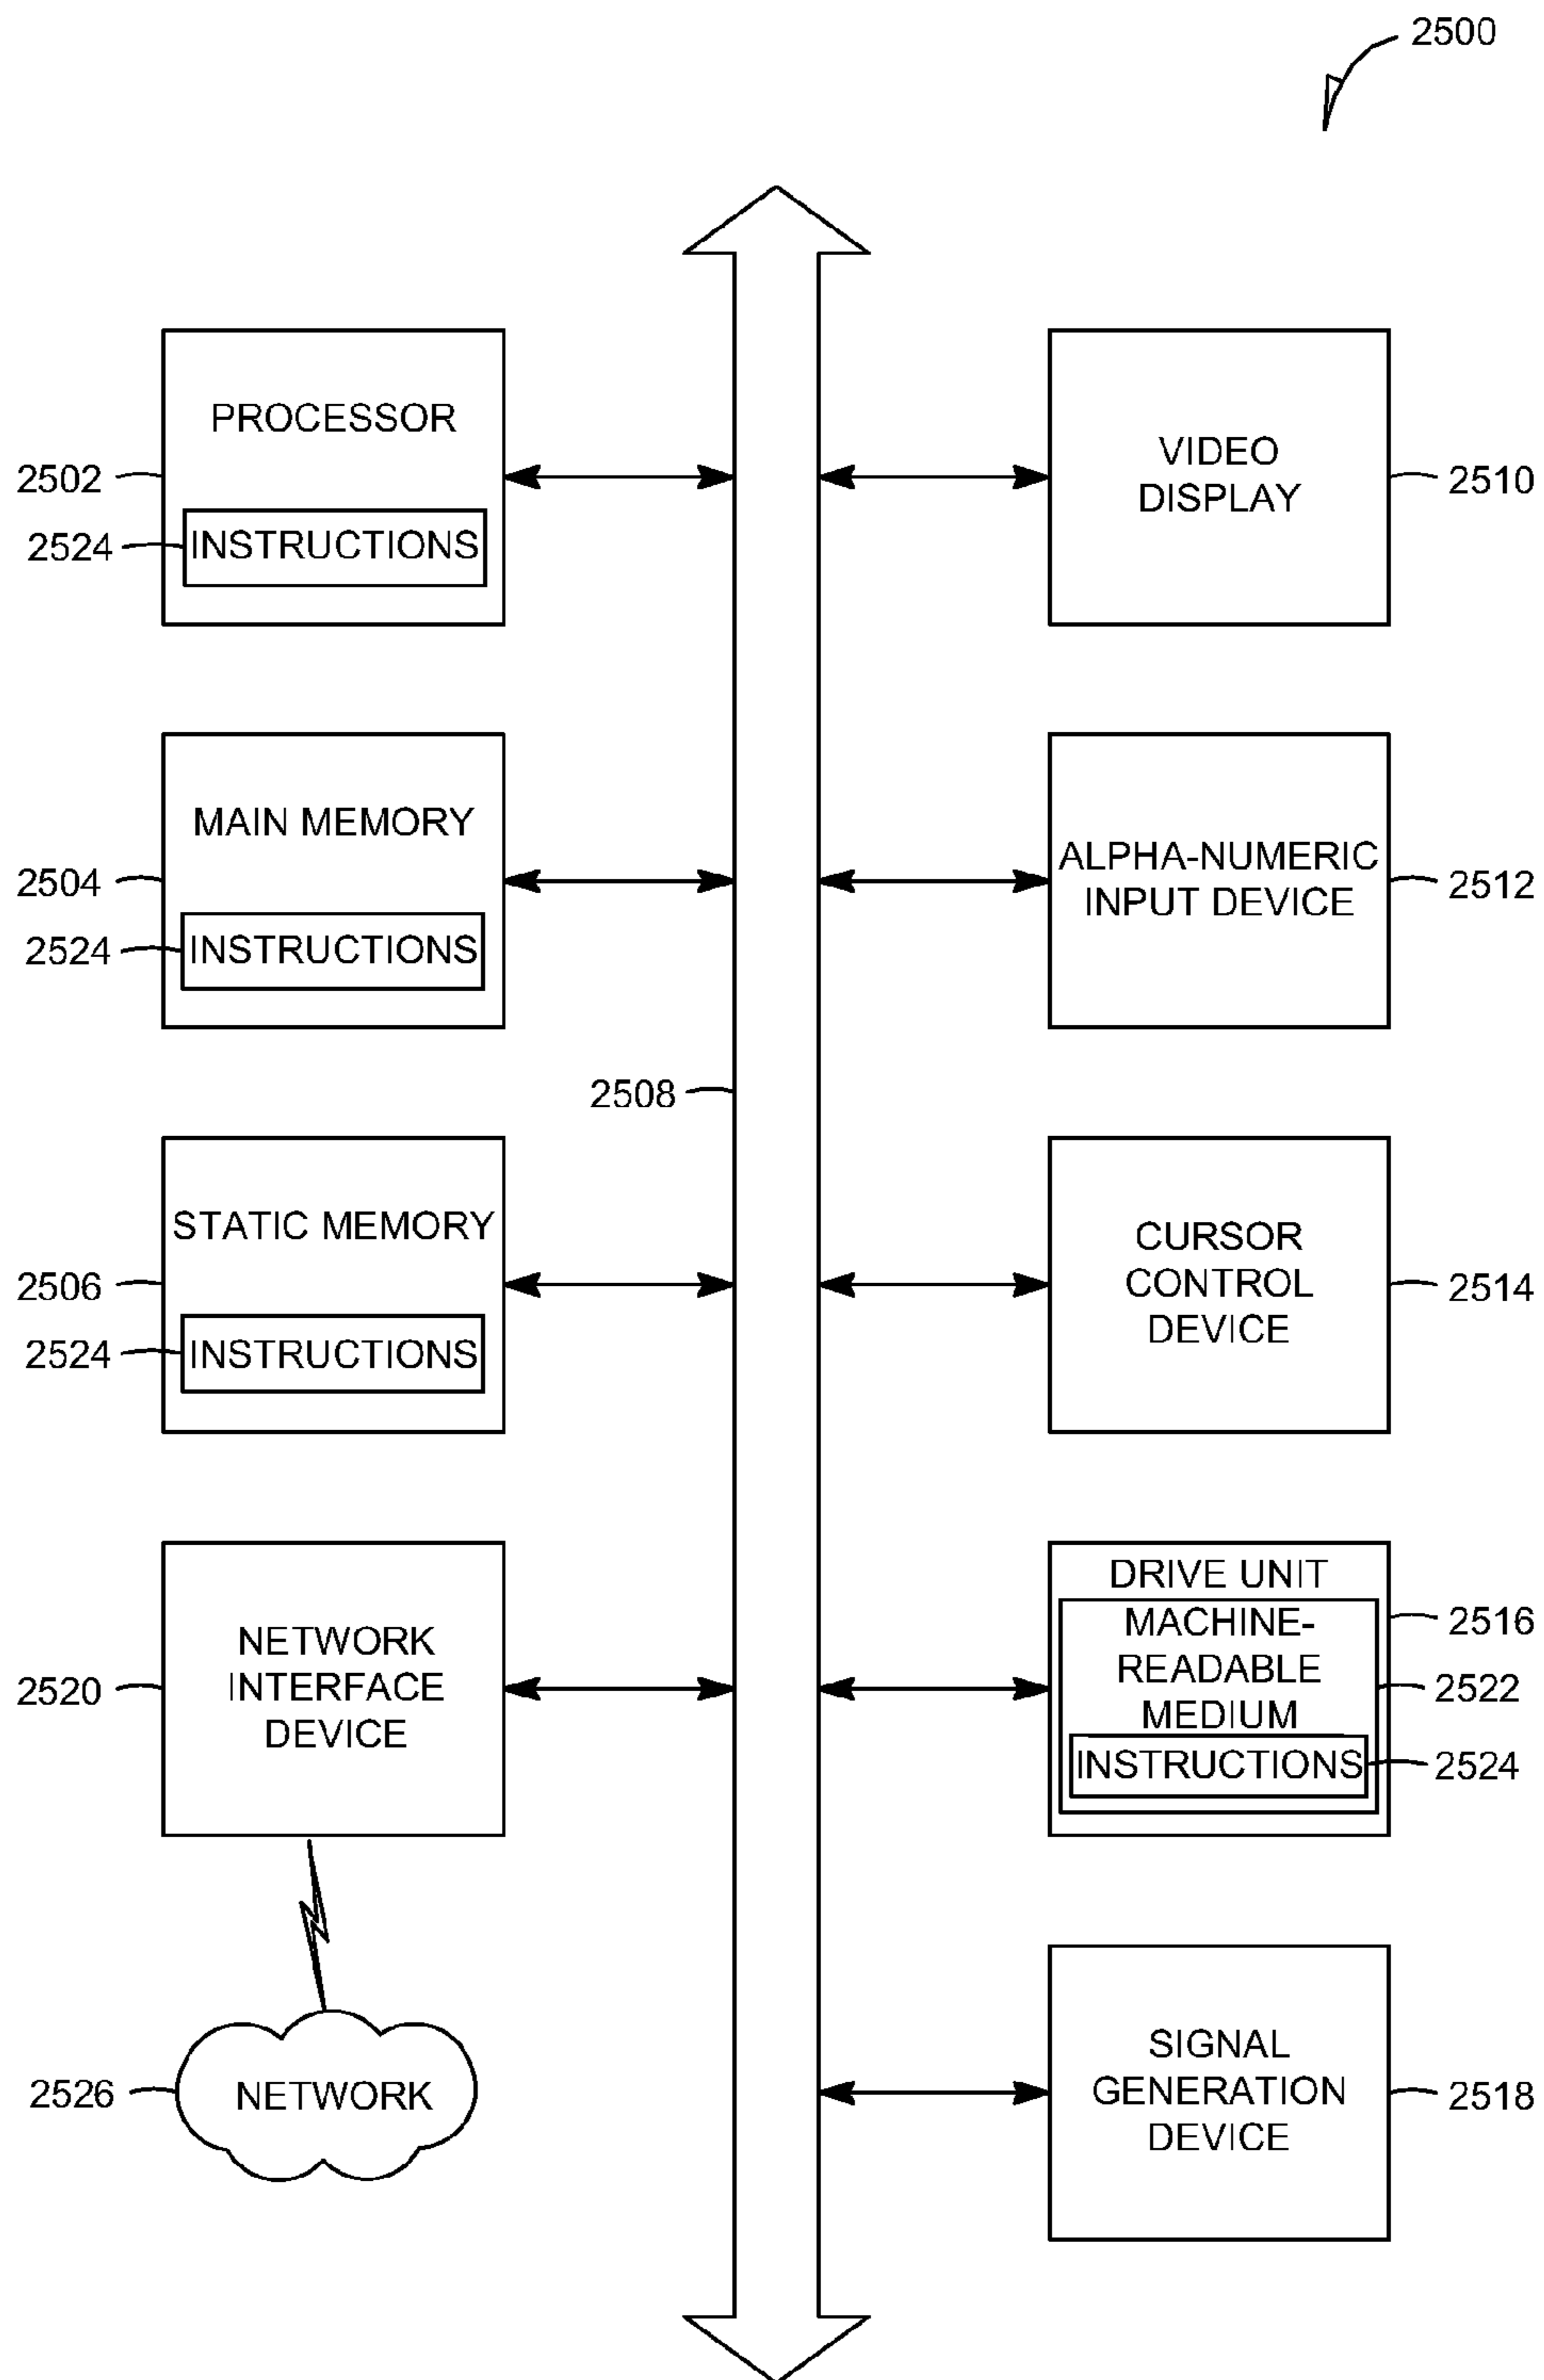 2500
PROCESSOR
2502
2524
INSTRUCTIONS
VIDEO
DISPLAY
2510
MAIN MEMORY
2504
2524
INSTRUCTIONS
ALPHA-NUMERIC
INPUT DEVICE
2512
2508
STATIC MEMORY
2506
2524
INSTRUCTIONS
CURSOR
CONTROL
DEVICE
2514
NETWORK
INTERFACE
DEVICE
2520
DRIVE UNIT
2516
MACHINE-
READABLE
MEDIUM
2522
INSTRUCTIONS
2524
2526
NETWORK
SIGNAL
GENERATION
DEVICE
2518